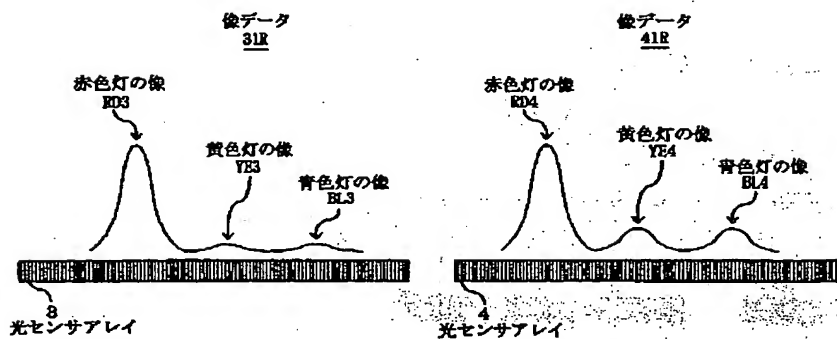 像データ
31R
赤色灯の像
RD3
黄色灯の像
YE3
青色灯の像
BL3
3
光センサアレイ
像データ
41R
赤色灯の像
RD4
黄色灯の像
YE4
青色灯の像
BL4
4
光センサアレイ